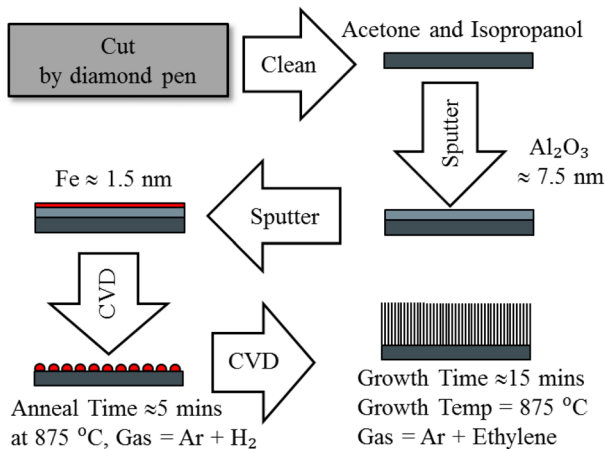 Cut
by diamond pen
Clean
Acetone and Isopropanol
Sputter
Al₂O₃
≈ 7.5 nm
Sputter
Fe ≈ 1.5 nm
CVD
Anneal Time ≈5 mins
at 875 ⁰C, Gas = Ar + H₂
CVD
Growth Time ≈15 mins
Growth Temp = 875 ⁰C
Gas = Ar + Ethylene